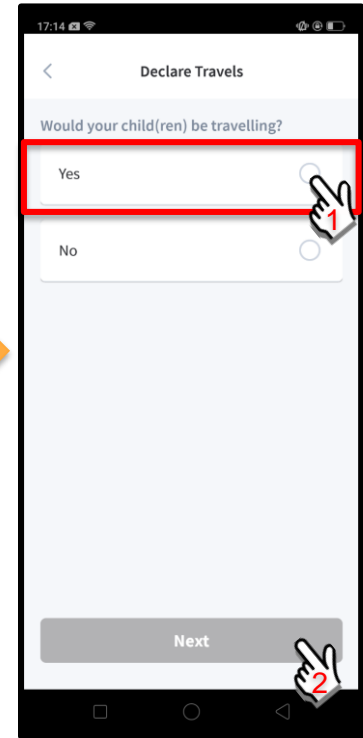 17:14
Declare Travels
Would your child(ren) be travelling?
Yes
1
No
Next
2